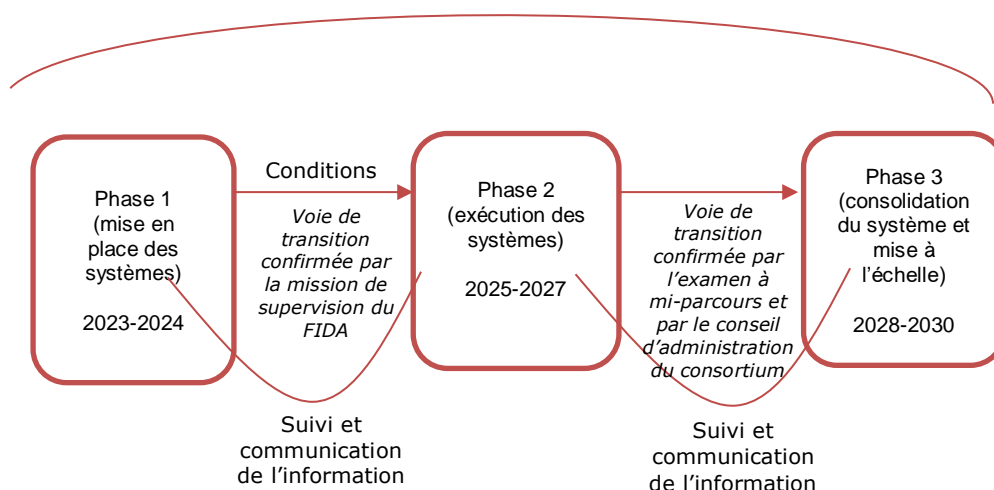 Phase 1
(mise en
place des
systèmes)
2023-2024
Conditions
Voie de
transition
confirmée par
la mission de
supervision du
FIDA
Suivi et
communication
de l’information
Phase 2
(exécution des
systèmes)
2025-2027
Voie de
transition
confirmée par
l’examen à
mi-parcours et
par le conseil
d’administration
du consortium
Suivi et
communication
de l’information
Phase 3
(consolidation
du système et
mise à
l’échelle)
2028-2030